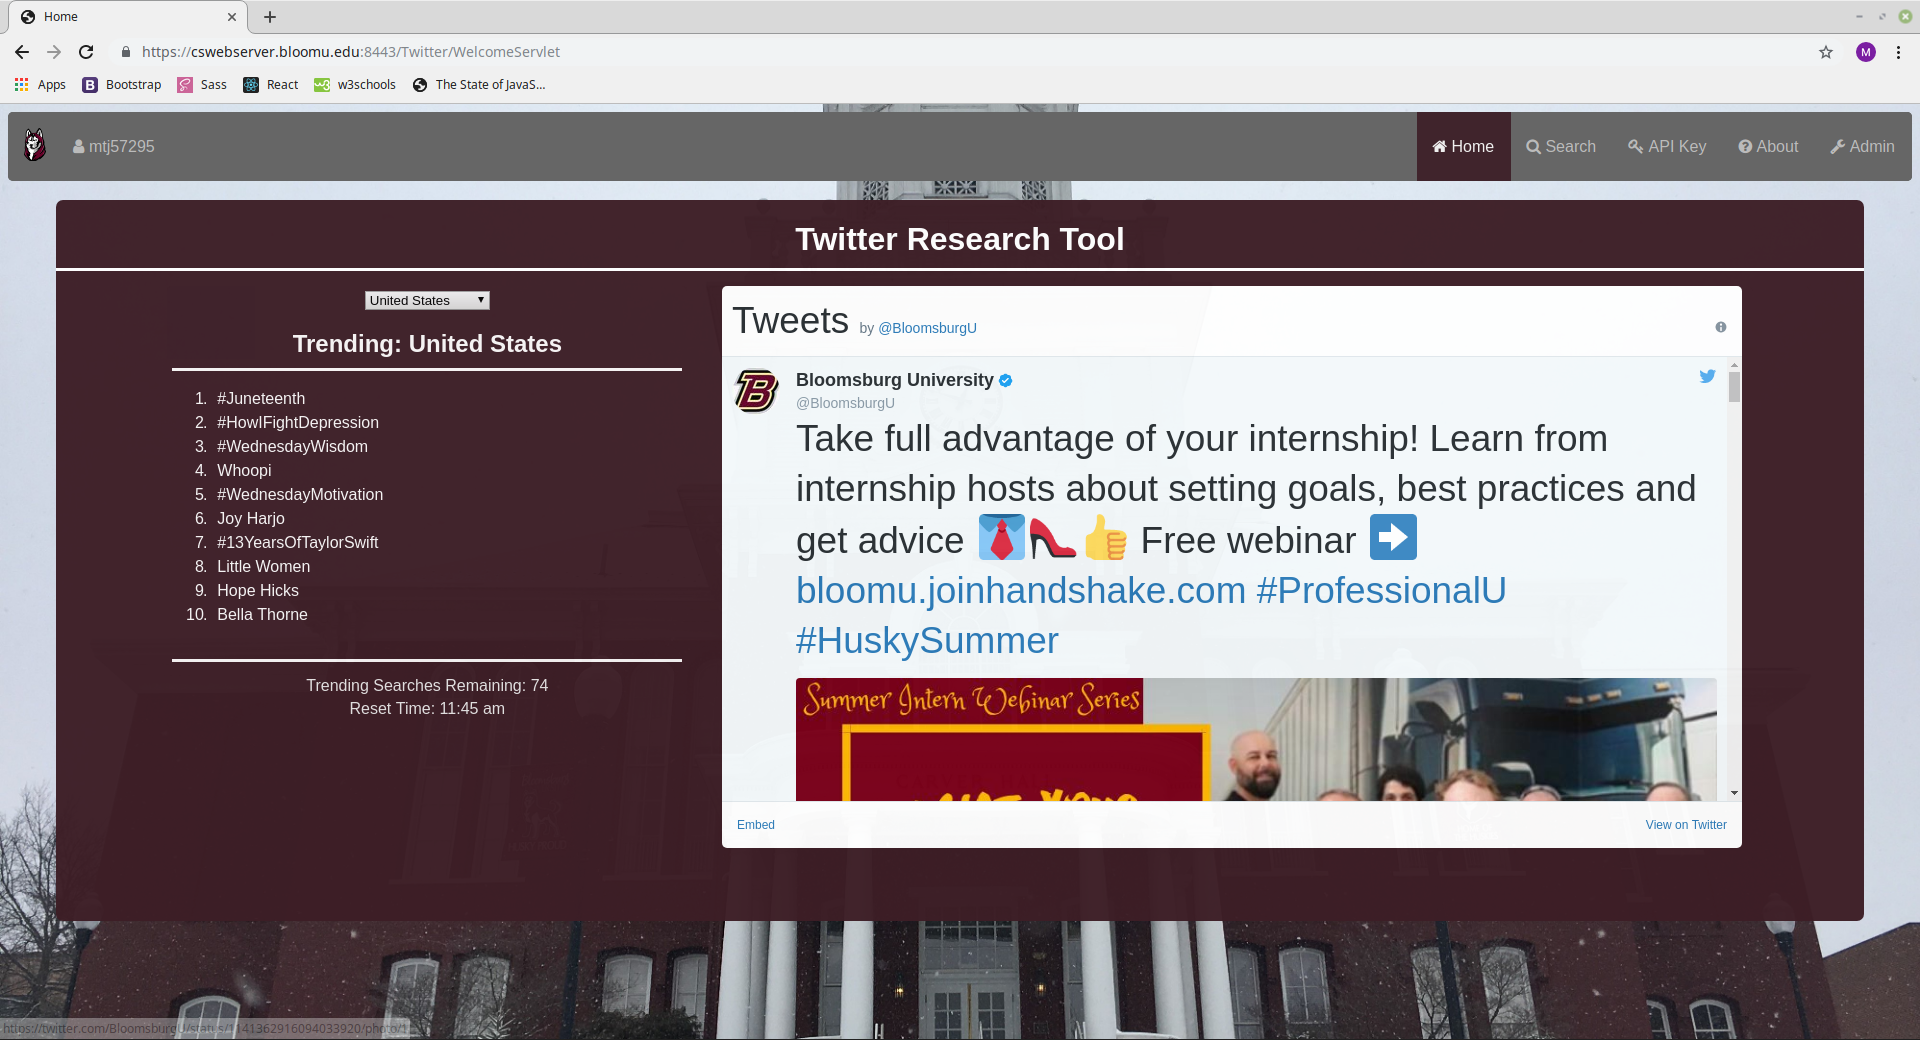 Home
https://cswebserver.bloomu.edu:8443/Twitter/WelcomeServlet
M
Apps
B Bootstrap
Sass
React
w3 w3schools
The State of JavaS...
mtj57295
Home
Search
API Key
About
Admin
Twitter Research Tool
United States
Trending: United States
1. #Juneteenth
2. #HowIFightDepression
3. #WednesdayWisdom
4. Whoopi
5. #WednesdayMotivation
6. Joy Harjo
7. #13YearsOfTaylorSwift
8. Little Women
9. Hope Hicks
10. Bella Thorne
Trending Searches Remaining: 74
Reset Time: 11:45 am
Tweets by @BloomsburgU
B
Bloomsburg University
@BloomsburgU
Take full advantage of your internship! Learn from
internship hosts about setting goals, best practices and
get advice 👔👠👍 Free webinar ➡
bloomu.joinhandshake.com #ProfessionalU
#HuskySummer
Summer Intern Webinar Series
Embed
View on Twitter
https://twitter.com/BloomsburgU/status/1141362916094033920/photo/1